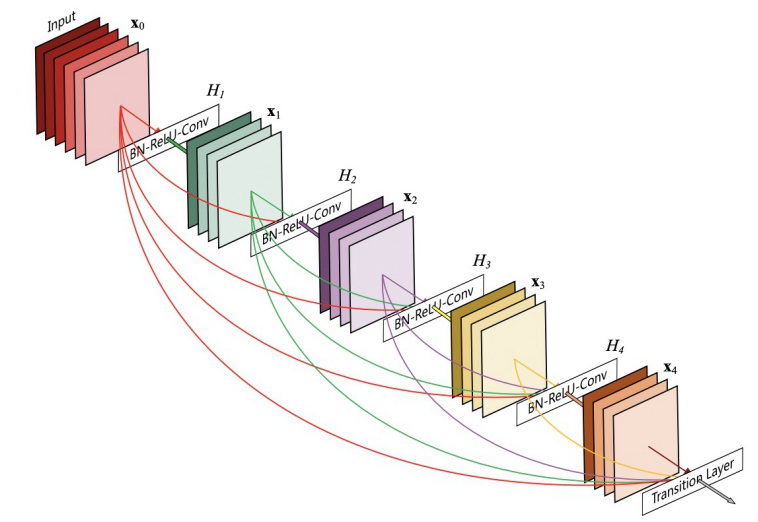 Input
x₀
H₁
BN-ReLU-Conv
x₁
H₂
BN-ReLU-Conv
x₂
H₃
BN-ReLU-Conv
x₃
H₄
BN-ReLU-Conv
x₄
Transition Layer